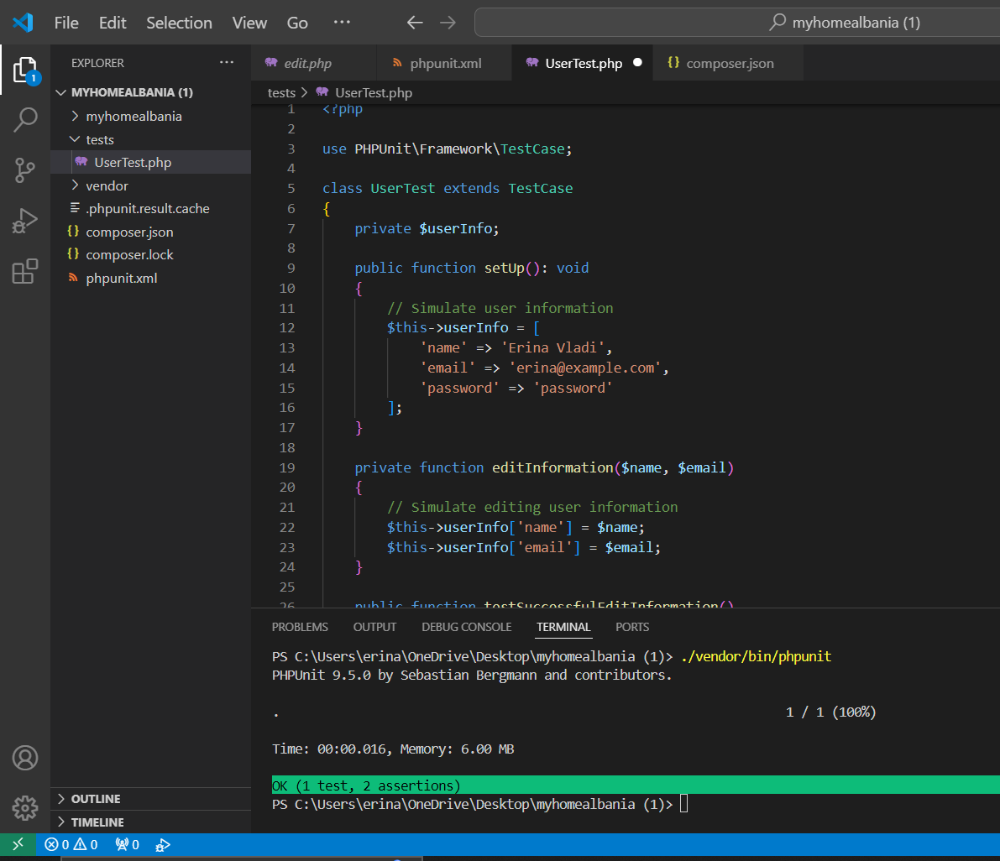 File Edit Selection View Go ··· myhomealbania (1)
EXPLORER ···
edit.php phpunit.xml UserTest.php composer.json
MYHOMEALBANIA (1)
myhomealbania
tests
UserTest.php
vendor
.phpunit.result.cache
composer.json
composer.lock
phpunit.xml
OUTLINE
TIMELINE
1
tests > UserTest.php
1 <?php
2
3 use PHPUnit\Framework\TestCase;
4
5 class UserTest extends TestCase
6 {
7 private $userInfo;
8
9 public function setUp(): void
10 {
11 // Simulate user information
12 $this->userInfo = [
13 'name' => 'Erina Vladi',
14 'email' => 'erina@example.com',
15 'password' => 'password'
16 ];
17 }
18
19 private function editInformation($name, $email)
20 {
21 // Simulate editing user information
22 $this->userInfo['name'] = $name;
23 $this->userInfo['email'] = $email;
24 }
25
26 public function testSuccessfulEditInformation()
PROBLEMS OUTPUT DEBUG CONSOLE TERMINAL PORTS
PS C:\Users\erina\OneDrive\Desktop\myhomealbania (1)> ./vendor/bin/phpunit
PHPUnit 9.5.0 by Sebastian Bergmann and contributors.
. 1 / 1 (100%)
Time: 00:00.016, Memory: 6.00 MB
OK (1 test, 2 assertions)
PS C:\Users\erina\OneDrive\Desktop\myhomealbania (1)>
0 0 0